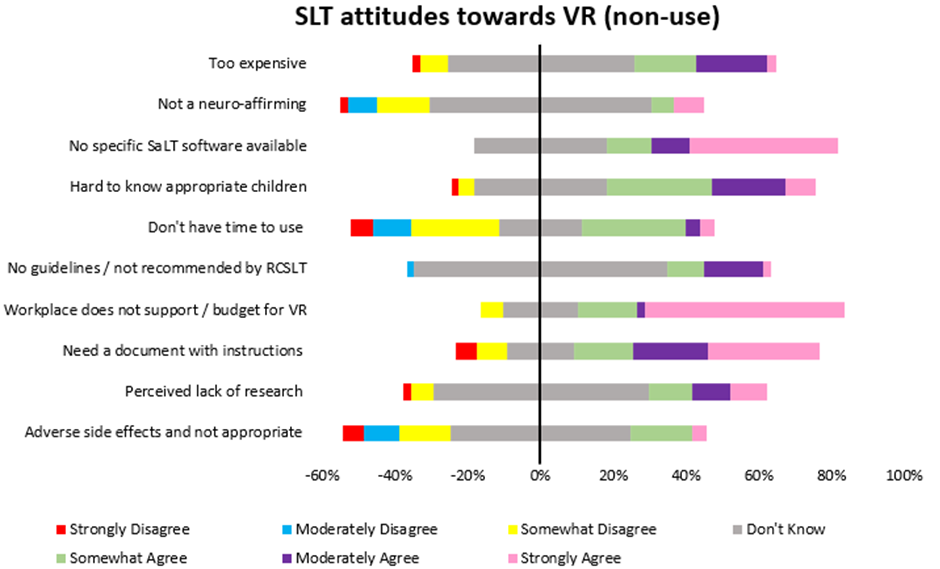 SLT attitudes towards VR (non-use)
Too expensive
Not a neuro-affirming
No specific SaLT software available
Hard to know appropriate children
Don't have time to use
No guidelines / not recommended by RCSLT
Workplace does not support / budget for VR
Need a document with instructions
Perceived lack of research
Adverse side effects and not appropriate
-60% -40% -20% 0% 20% 40% 60% 80% 100%
Strongly Disagree Moderately Disagree Somewhat Disagree Don't Know
Somewhat Agree Moderately Agree Strongly Agree